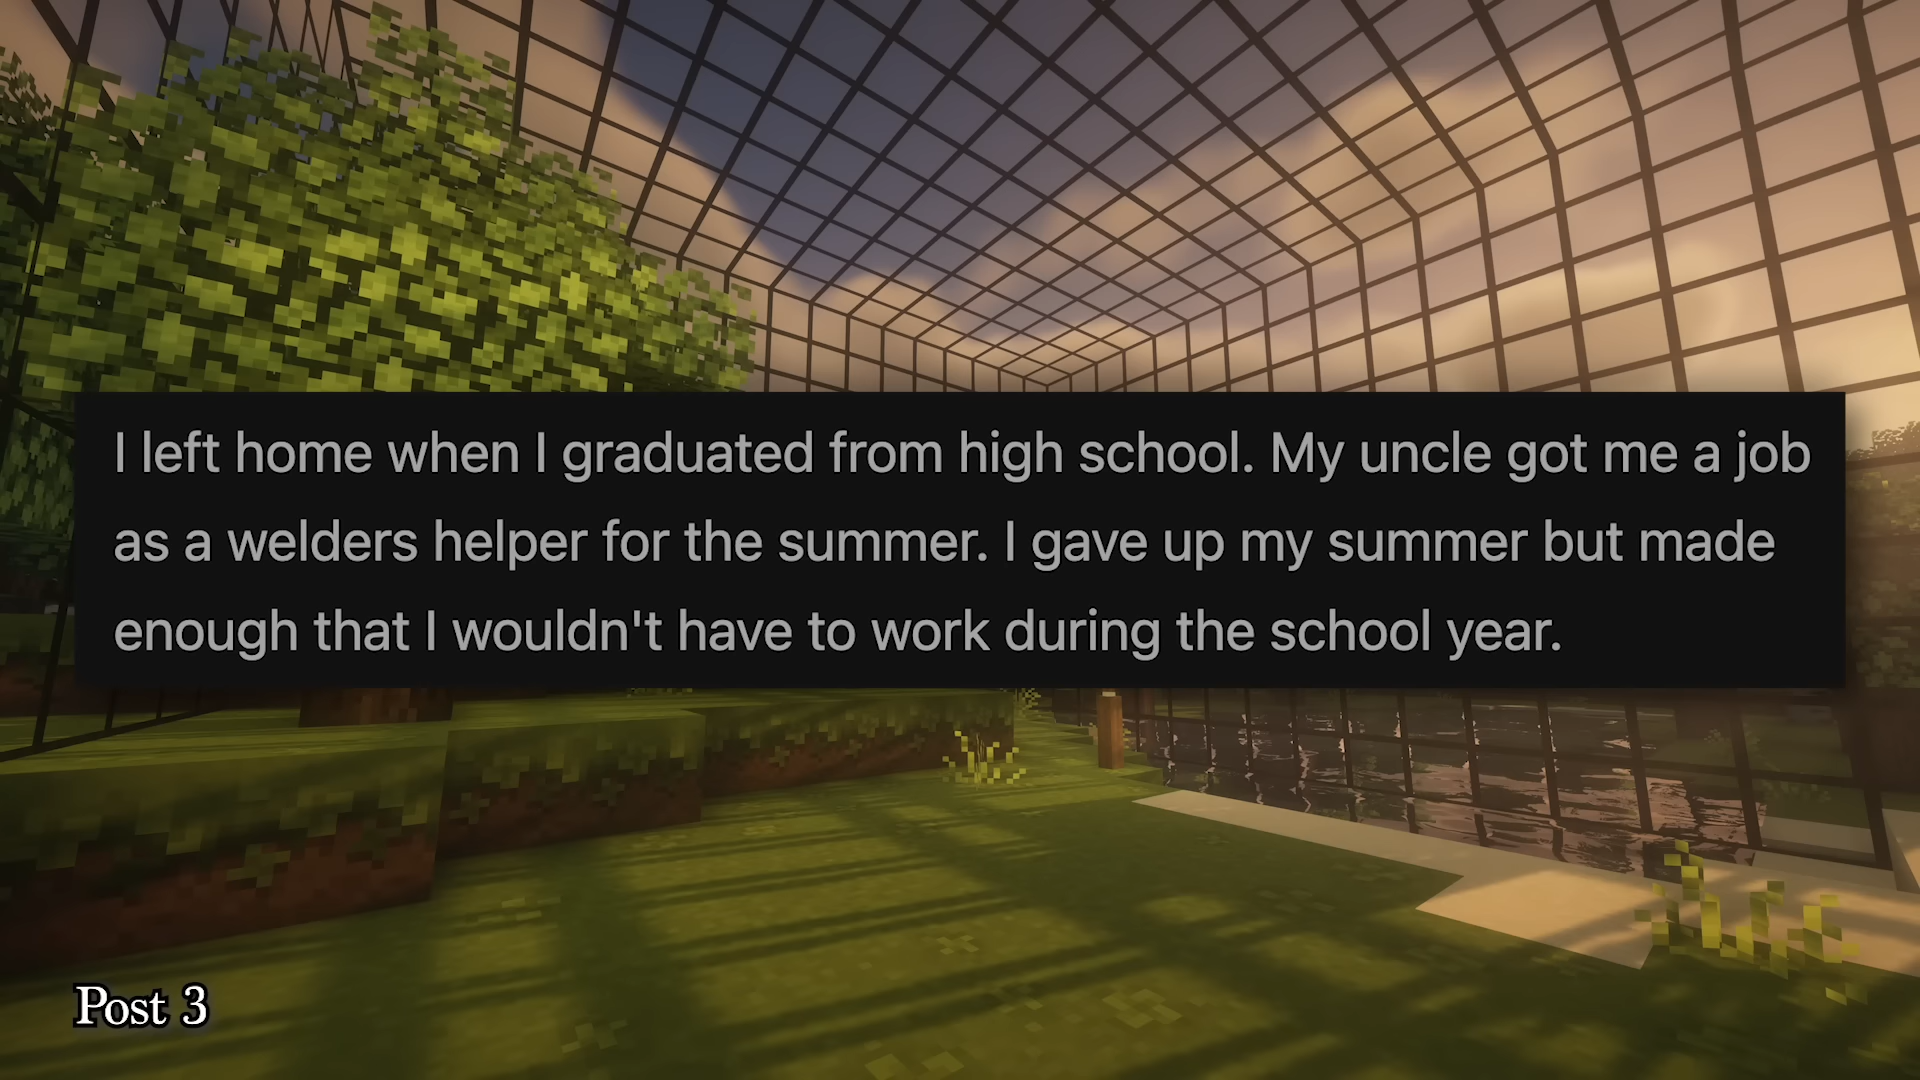 I left home when I graduated from high school. My uncle got me a job
as a welders helper for the summer. I gave up my summer but made
enough that I wouldn't have to work during the school year.
Post 3